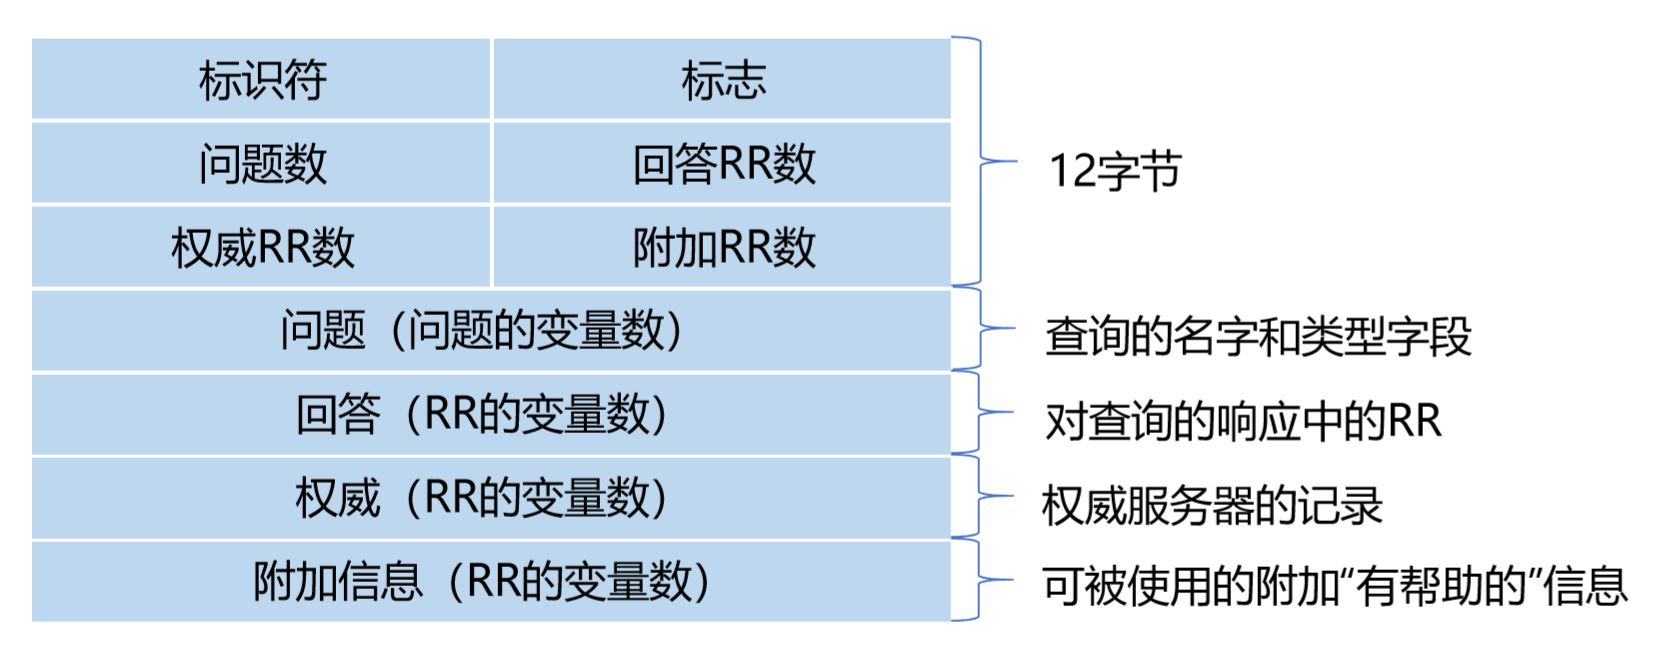 标识符
标志
问题数
回答RR数
权威RR数
附加RR数
12字节
问题（问题的变量数）
查询的名字和类型字段
回答（RR的变量数）
对查询的响应中的RR
权威（RR的变量数）
权威服务器的记录
附加信息（RR的变量数）
可被使用的附加“有帮助的”信息